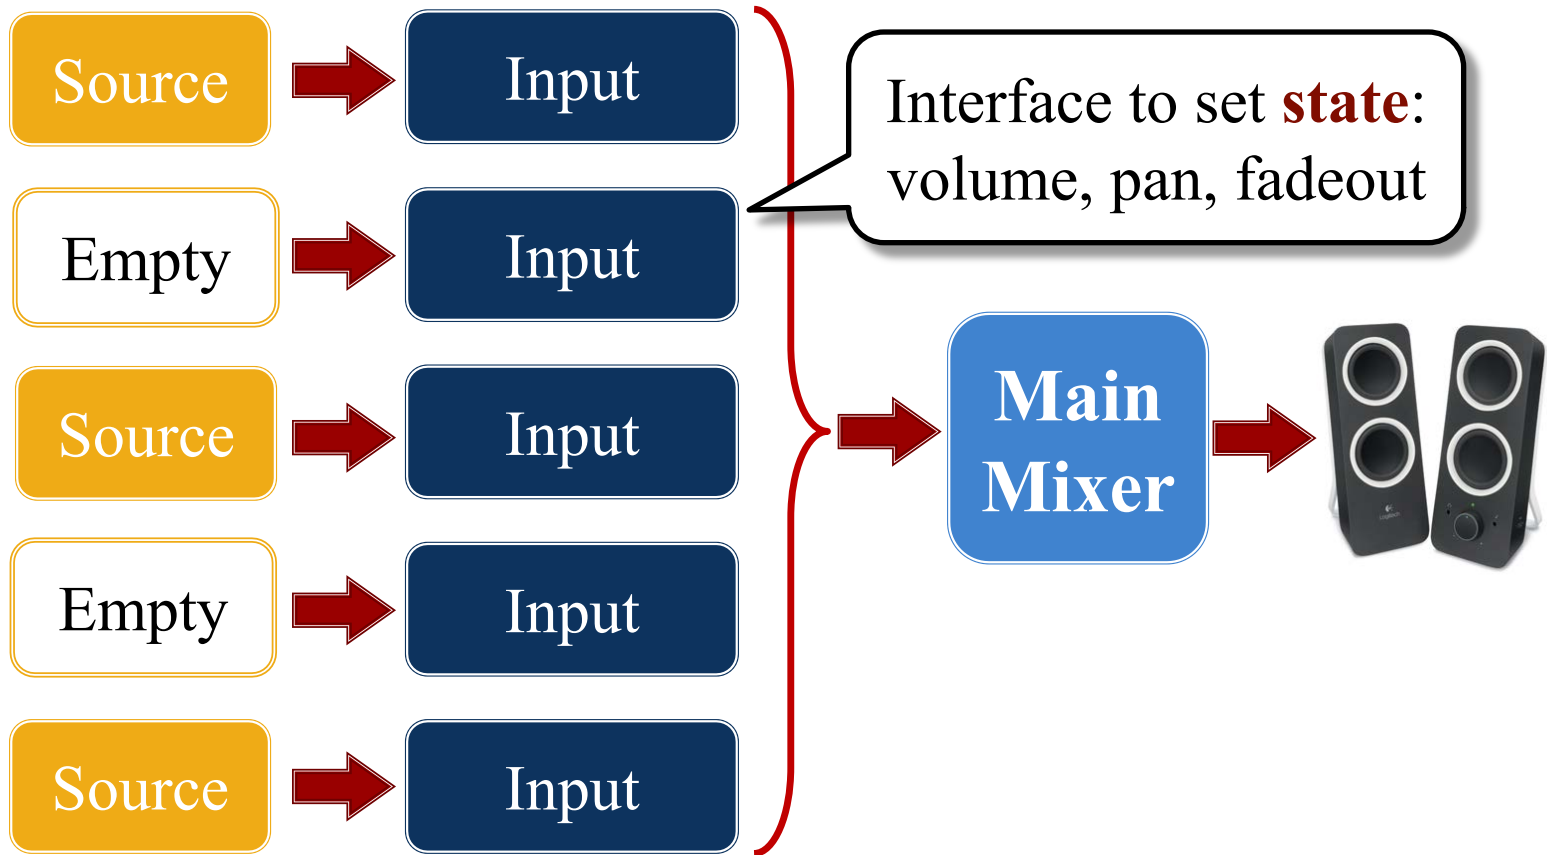 Source
Input
Interface to set state:
volume, pan, fadeout
Empty
Input
Source
Input
Main
Mixer
Empty
Input
Source
Input